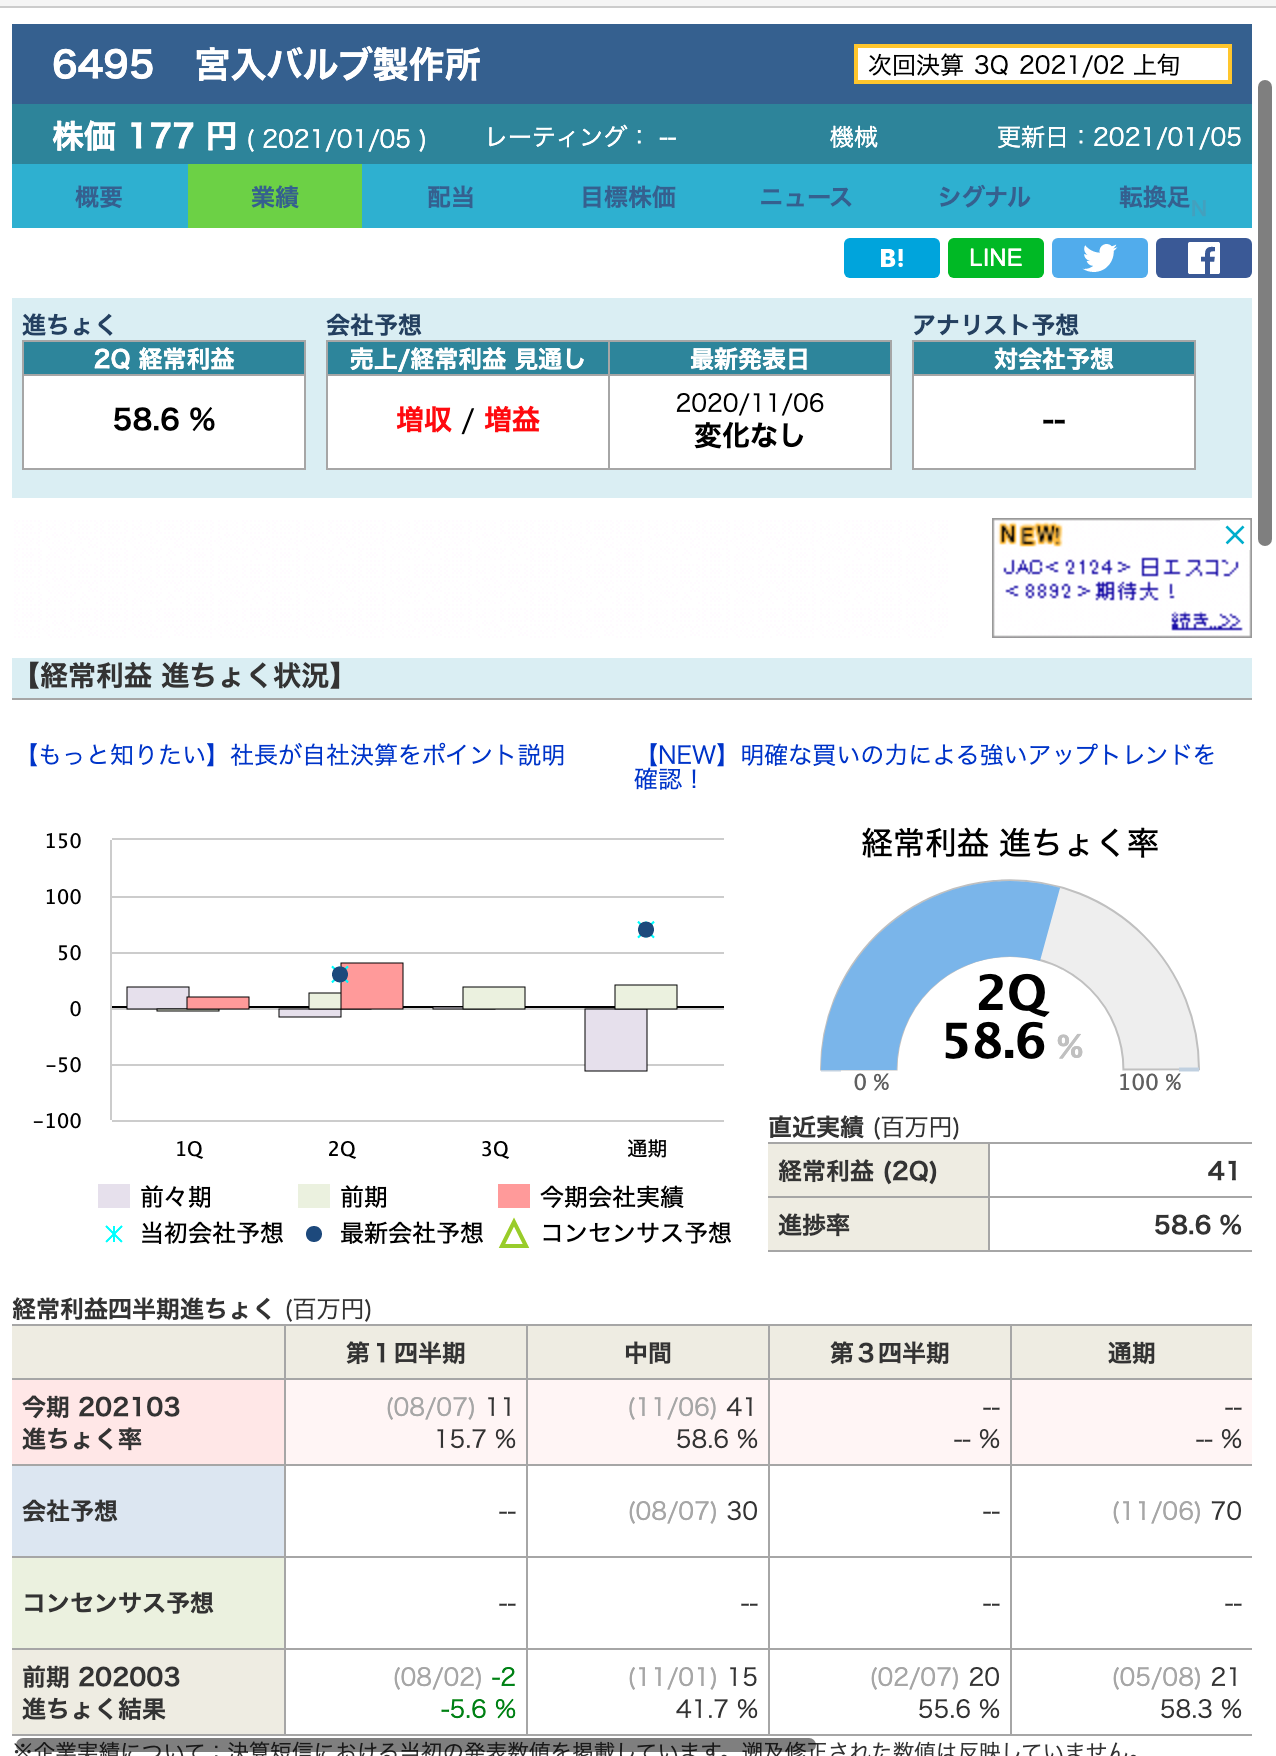 6495　宮入バルブ製作所
次回決算 3Q 2021/02 上旬
株価 177 円 ( 2021/01/05 )
レーティング： --
機械
更新日：2021/01/05
概要
業績
配当
目標株価
ニュース
シグナル
転換足
B!
LINE
進ちょく
会社予想
アナリスト予想
2Q 経常利益
売上/経常利益 見通し
最新発表日
対会社予想
58.6 %
増収 / 増益
2020/11/06
変化なし
--
NEW!
JAC<2124> 日エスコン
<8892>期待大！
続き..>>
【経常利益 進ちょく状況】
【もっと知りたい】社長が自社決算をポイント説明
【NEW】明確な買いの力による強いアップトレンドを
確認！
150
100
50
0
−50
−100
1Q
2Q
3Q
通期
前々期
前期
今期会社実績
当初会社予想
最新会社予想
コンセンサス予想
経常利益 進ちょく率
2Q
58.6 %
0 %
100 %
直近実績 (百万円)
経常利益 (2Q)
41
進捗率
58.6 %
経常利益四半期進ちょく (百万円)
第１四半期
中間
第３四半期
通期
今期 202103
進ちょく率
(08/07) 11
15.7 %
(11/06) 41
58.6 %
--
-- %
--
-- %
会社予想
--
(08/07) 30
--
(11/06) 70
コンセンサス予想
--
--
--
--
前期 202003
進ちょく結果
(08/02) -2
-5.6 %
(11/01) 15
41.7 %
(02/07) 20
55.6 %
(05/08) 21
58.3 %
※企業実績について：決算短信における当初の発表数値を掲載しています。遡及修正された数値は反映していません。